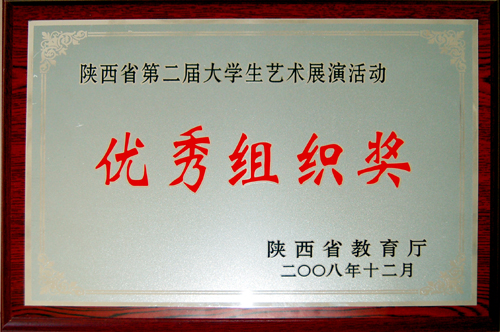 陕西省第二届大学生艺术展演活动
优秀组织奖
陕西省教育厅
二〇〇八年十二月